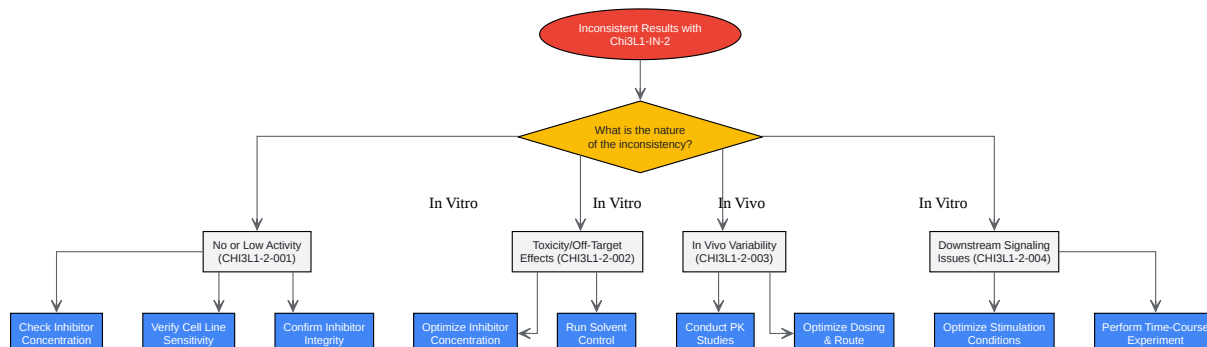 Inconsistent Results with
Chi3L1-IN-2
What is the nature
of the inconsistency?
In Vitro
In Vitro
In Vivo
In Vitro
No or Low Activity
(CHI3L1-2-001)
Toxicity/Off-Target
Effects (CHI3L1-2-002)
In Vivo Variability
(CHI3L1-2-003)
Downstream Signaling
Issues (CHI3L1-2-004)
Check Inhibitor
Concentration
Verify Cell Line
Sensitivity
Confirm Inhibitor
Integrity
Optimize Inhibitor
Concentration
Run Solvent
Control
Conduct PK
Studies
Optimize Dosing
& Route
Optimize Stimulation
Conditions
Perform Time-Course
Experiment